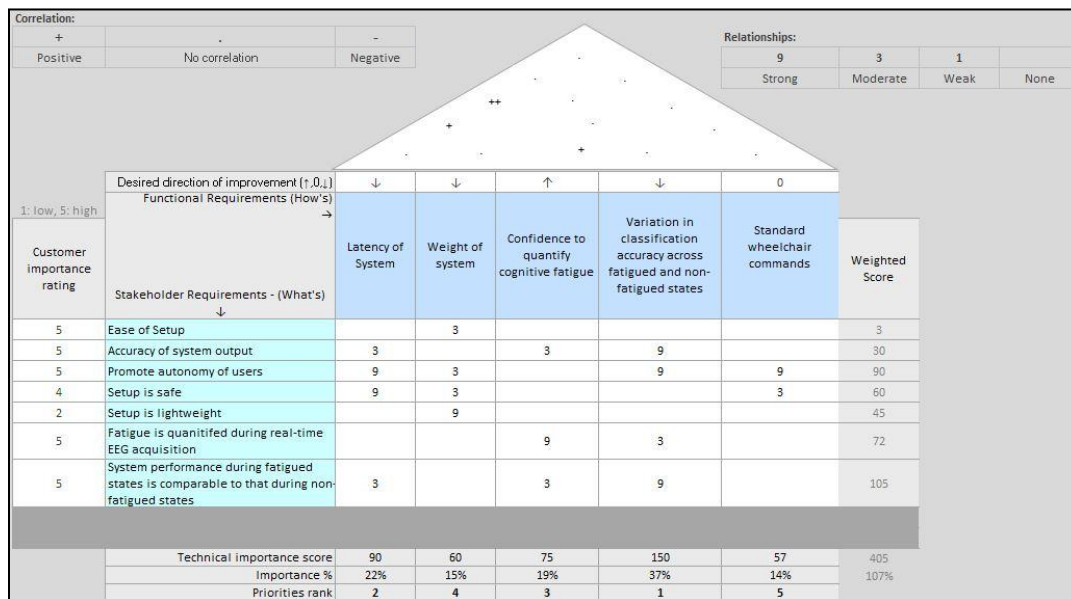 Correlation:
+ . -
Positive No correlation Negative
Relationships:
9 3 1
Strong Moderate Weak None
.
. .
++ . .
+ - .
. . + .
Desired direction of improvement (↑,0,↓) ↓ ↓ ↑ ↓ 0
1: low, 5: high
Functional Requirements (How's)
→
Customer
importance
rating
Stakeholder Requirements - (What's)
↓
Latency of
System
Weight of
system
Confidence to
quantify
cognitive fatigue
Variation in
classification
accuracy across
fatigued and non-
fatigued states
Standard
wheelchair
commands
Weighted
Score
5 Ease of Setup 3 3
5 Accuracy of system output 3 3 9 30
5 Promote autonomy of users 9 3 9 9 90
4 Setup is safe 9 3 3 60
2 Setup is lightweight 9 45
5 Fatigue is quanitifed during real-time
EEG acquisition 9 3 72
5 System performance during fatigued
states is comparable to that during non-
fatigued states 3 3 9 105
Technical importance score 90 60 75 150 57 405
Importance % 22% 15% 19% 37% 14% 107%
Priorities rank 2 4 3 1 5